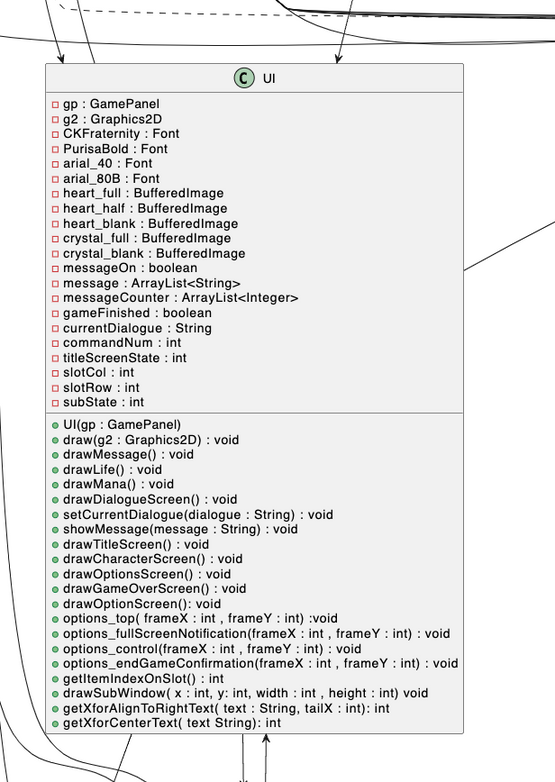 C UI
gp : GamePanel
g2 : Graphics2D
CKFraternity : Font
PurisaBold : Font
arial_40 : Font
arial_80B : Font
heart_full : BufferedImage
heart_half : BufferedImage
heart_blank : BufferedImage
crystal_full : BufferedImage
crystal_blank : BufferedImage
messageOn : boolean
message : ArrayList<String>
messageCounter : ArrayList<Integer>
gameFinished : boolean
currentDialogue : String
commandNum : int
titleScreenState : int
slotCol : int
slotRow : int
subState : int
UI(gp : GamePanel)
draw(g2 : Graphics2D) : void
drawMessage() : void
drawLife() : void
drawMana() : void
drawDialogueScreen() : void
setCurrentDialogue(dialogue : String) : void
showMessage(message : String) : void
drawTitleScreen() : void
drawCharacterScreen() : void
drawOptionsScreen() : void
drawGameOverScreen() : void
drawOptionScreen(): void
options_top( frameX : int , frameY : int) :void
options_fullScreenNotification(frameX : int , frameY : int) : void
options_control(frameX : int , frameY : int) : void
options_endGameConfirmation(frameX : int , frameY : int) : void
getItemIndexOnSlot() : int
drawSubWindow( x : int, y: int, width : int , height : int) void
getXforAlignToRightText( text : String, tailX : int): int
getXforCenterText( text String): int